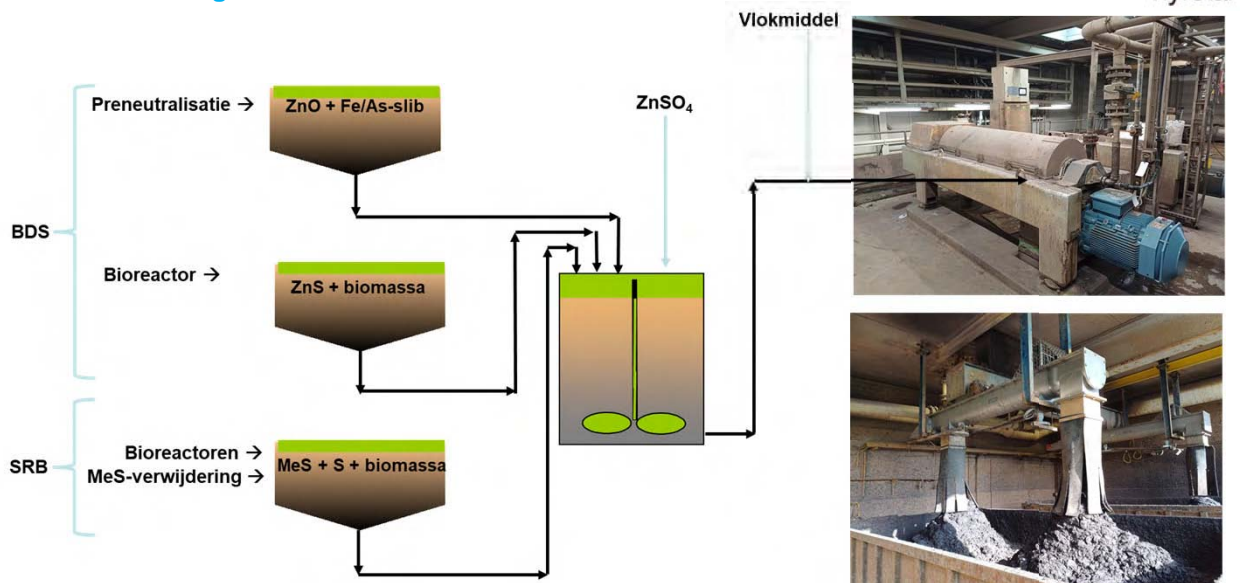 Vlokmiddel
Preneutralisatie →
ZnO + Fe/As-slib
ZnSO₄
BDS
Bioreactor →
ZnS + biomassa
Bioreactoren →
MeS-verwijdering →
SRB
MeS + S + biomassa